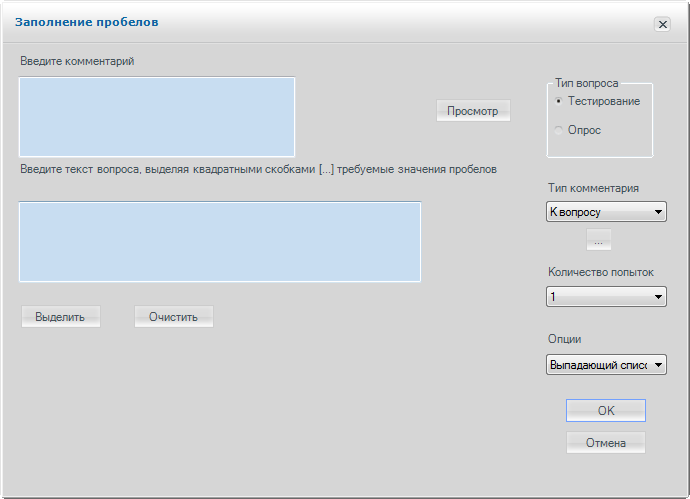 Заполнение пробелов
Введите комментарий
Просмотр
Тип вопроса
Тестирование
Опрос
Введите текст вопроса, выделяя квадратными скобками [...] требуемые значения пробелов
Тип комментария
К вопросу
...
Количество попыток
1
Выделить
Очистить
Опции
Выпадающий списо
OK
Отмена